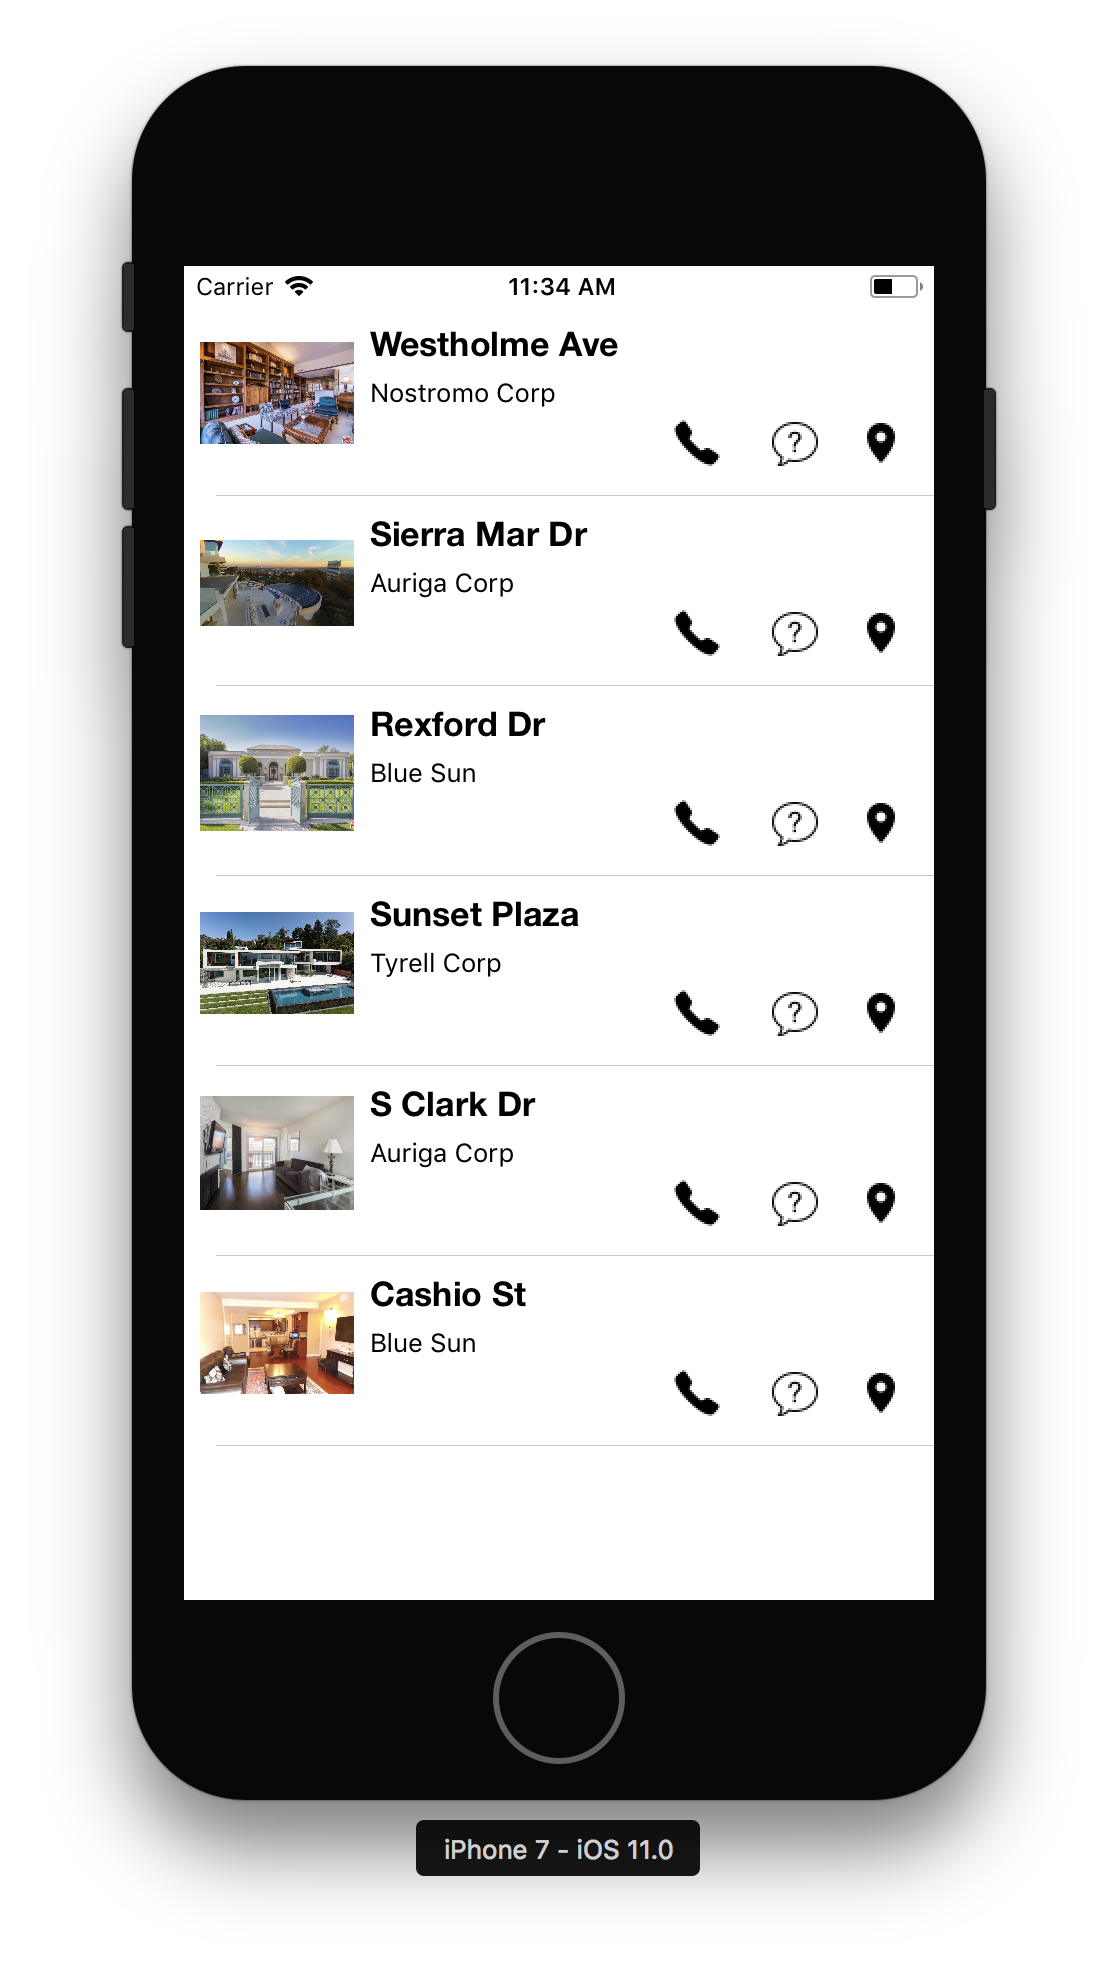 Carrier 11:34 AM
Westholme Ave
Nostromo Corp
?
Sierra Mar Dr
Auriga Corp
?
Rexford Dr
Blue Sun
?
Sunset Plaza
Tyrell Corp
?
S Clark Dr
Auriga Corp
?
Cashio St
Blue Sun
?
iPhone 7 - iOS 11.0